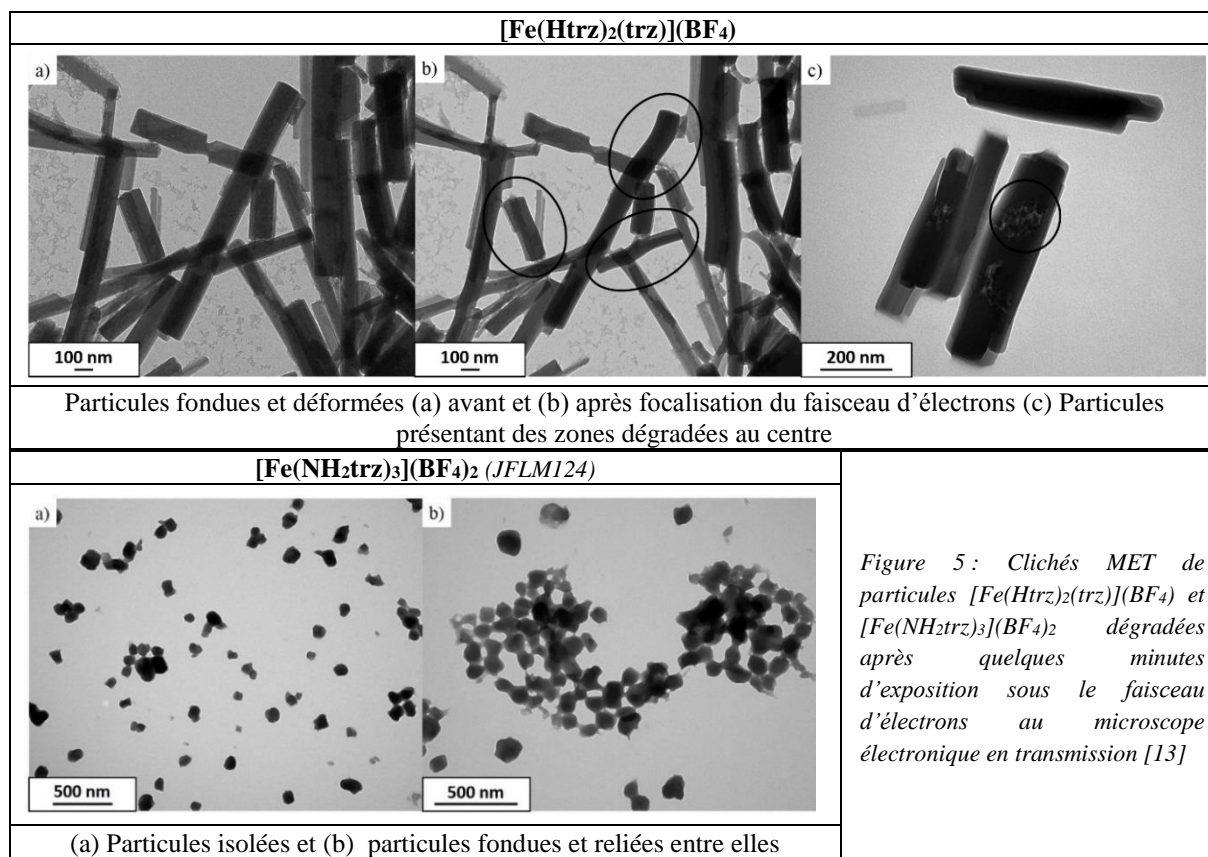 [Fe(Htrz)₂(trz)](BF₄)
a)
b)
c)
100 nm
100 nm
200 nm
Particules fondues et déformées (a) avant et (b) après focalisation du faisceau d’électrons (c) Particules
présentant des zones dégradées au centre
[Fe(NH₂trz)₃](BF₄)₂ (JFLM124)
a)
b)
500 nm
500 nm
(a) Particules isolées et (b) particules fondues et reliées entre elles
Figure 5 : Clichés MET de
particules [Fe(Htrz)₂(trz)](BF₄) et
[Fe(NH₂trz)₃](BF₄)₂ dégradées
après quelques minutes
d’exposition sous le faisceau
d’électrons au microscope
électronique en transmission [13]